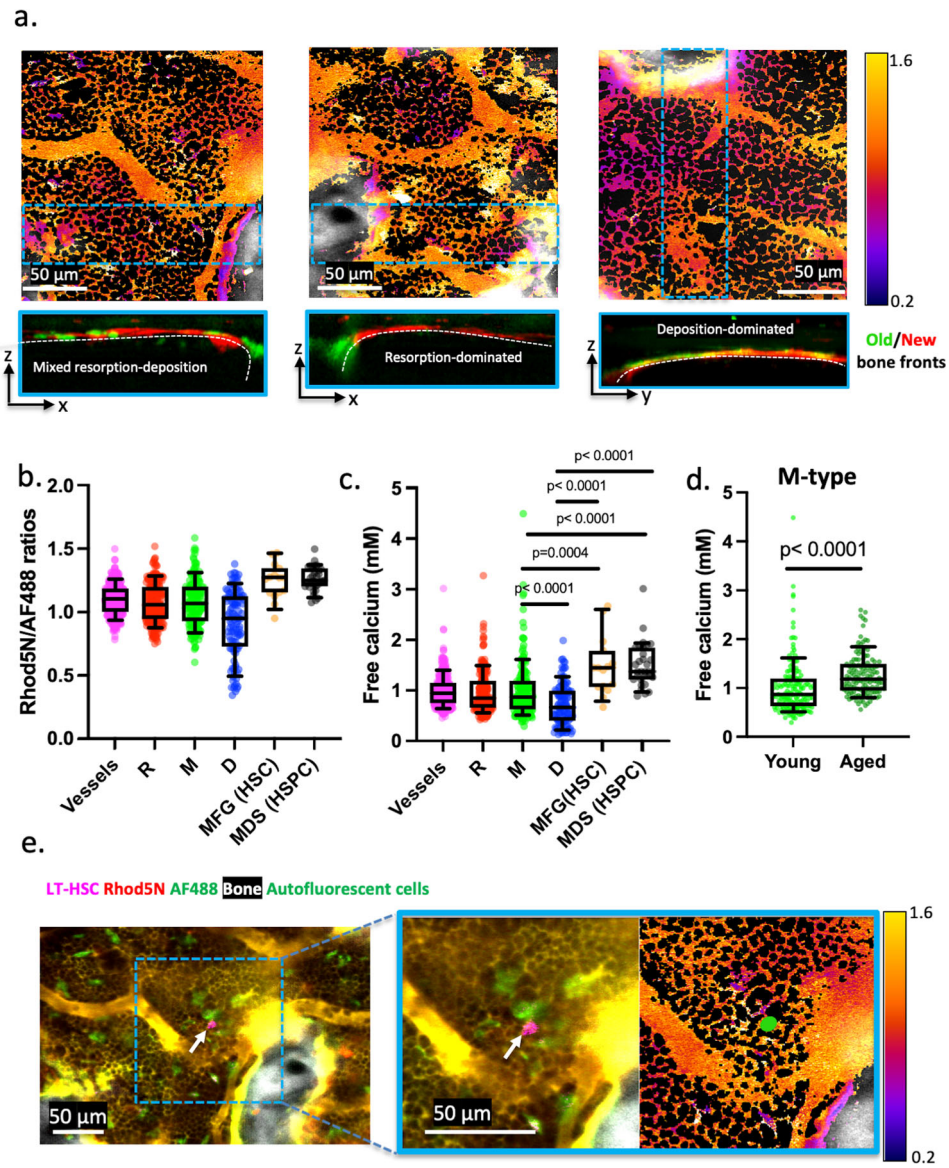 a.
1.6
0.2
50 µm
50 µm
50 µm
z
x
Mixed resorption-deposition
z
x
Resorption-dominated
z
y
Deposition-dominated
Old/New
bone fronts
b.
Rhod5N/AF488 ratios
2.0
1.5
1.0
0.5
0.0
Vessels
R
M
D
MFG (HSC)
MDS (HSPC)
c.
Free calcium (mM)
5
4
3
2
1
0
p< 0.0001
p< 0.0001
p< 0.0001
p=0.0004
p< 0.0001
Vessels
R
M
D
MFG(HSC)
MDS (HSPC)
d.
M-type
Free calcium (mM)
5
4
3
2
1
0
p< 0.0001
Young
Aged
e.
LT-HSC Rhod5N AF488 Bone Autofluorescent cells
50 µm
50 µm
1.6
0.2